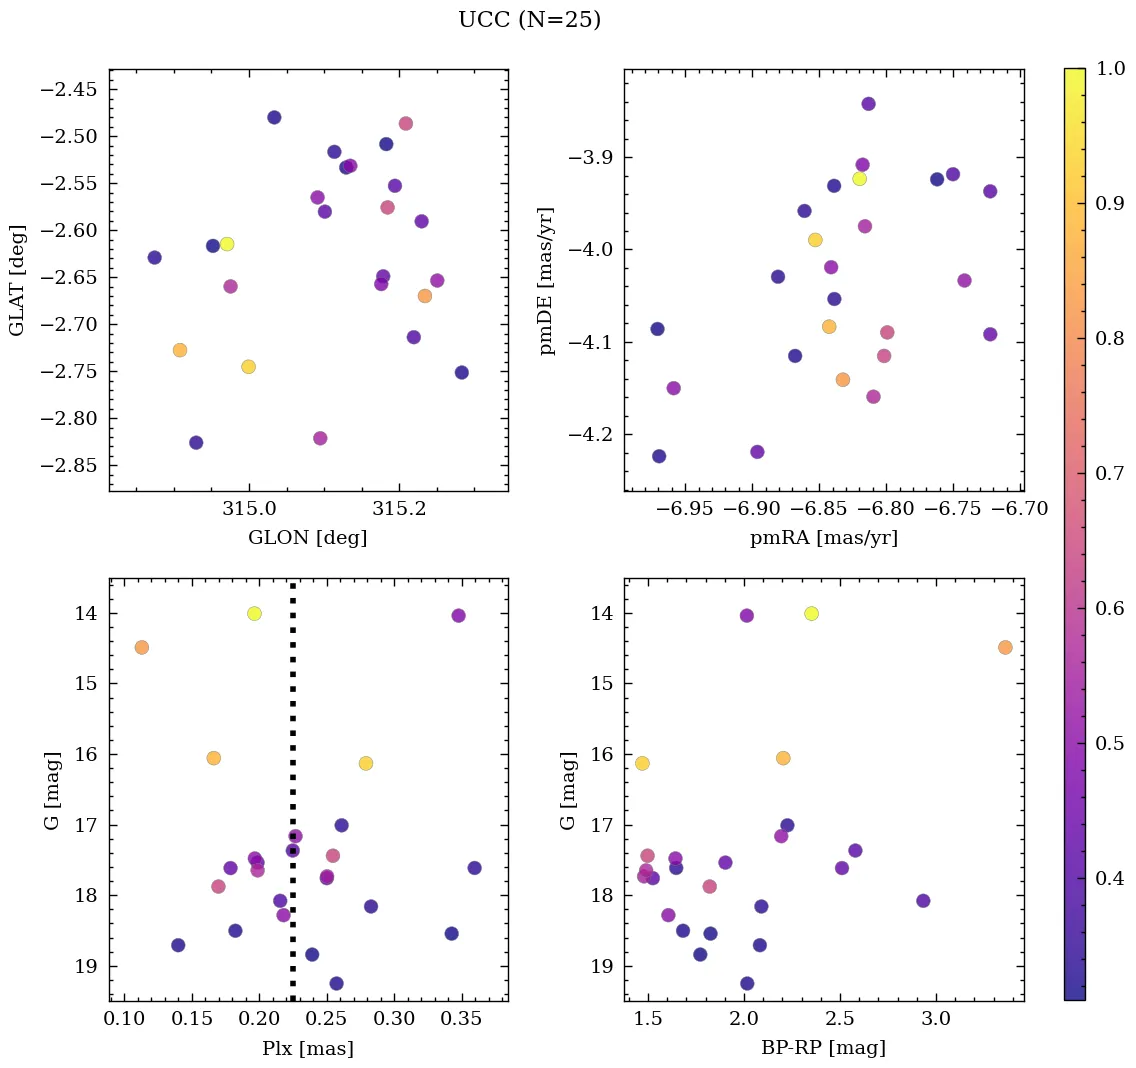 UCC (N=25)
−2.45
−2.50
−2.55
−2.60
−2.65
−2.70
−2.75
−2.80
−2.85
GLAT [deg]
315.0 315.2
GLON [deg]
−3.9
−4.0
−4.1
−4.2
pmDE [mas/yr]
−6.95 −6.90 −6.85 −6.80 −6.75 −6.70
pmRA [mas/yr]
14
15
16
17
18
19
G [mag]
0.10 0.15 0.20 0.25 0.30 0.35
Plx [mas]
14
15
16
17
18
19
G [mag]
1.5 2.0 2.5 3.0
BP-RP [mag]
1.0
0.9
0.8
0.7
0.6
0.5
0.4